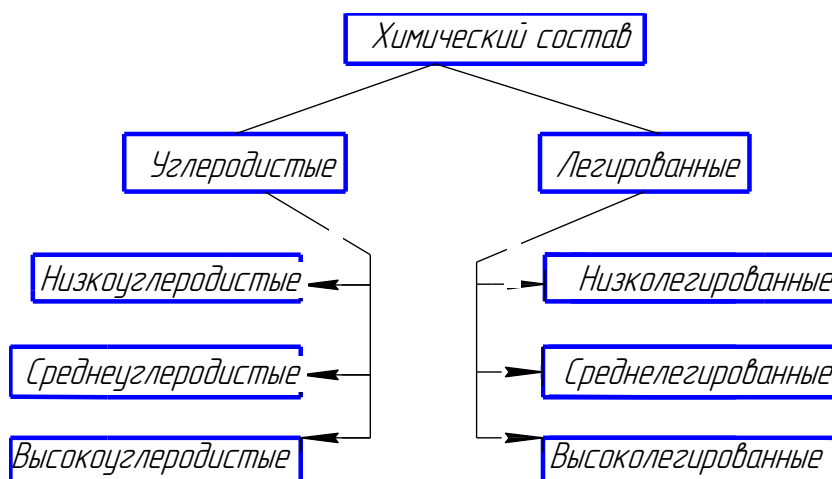 Химический состав
Углеродистые
Легированные
Низкоуглеродистые
Низколегированные
Среднеуглеродистые
Среднелегированные
Высокоуглеродистые
Высоколегированные